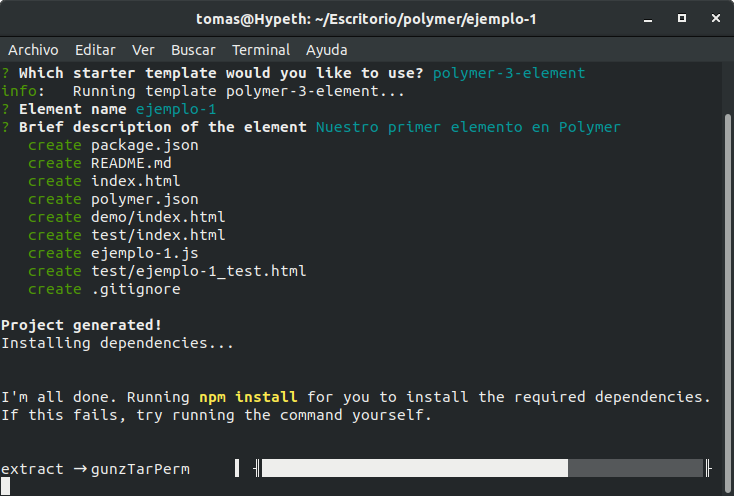 tomas@Hypeth: ~/Escritorio/polymer/ejemplo-1
Archivo Editar Ver Buscar Terminal Ayuda
? Which starter template would you like to use? polymer-3-element
info:   Running template polymer-3-element...
? Element name ejemplo-1
? Brief description of the element Nuestro primer elemento en Polymer
   create package.json
   create README.md
   create index.html
   create polymer.json
   create demo/index.html
   create test/index.html
   create ejemplo-1.js
   create test/ejemplo-1_test.html
   create .gitignore
Project generated!
Installing dependencies...
I'm all done. Running npm install for you to install the required dependencies.
If this fails, try running the command yourself.
extract → gunzTarPerm